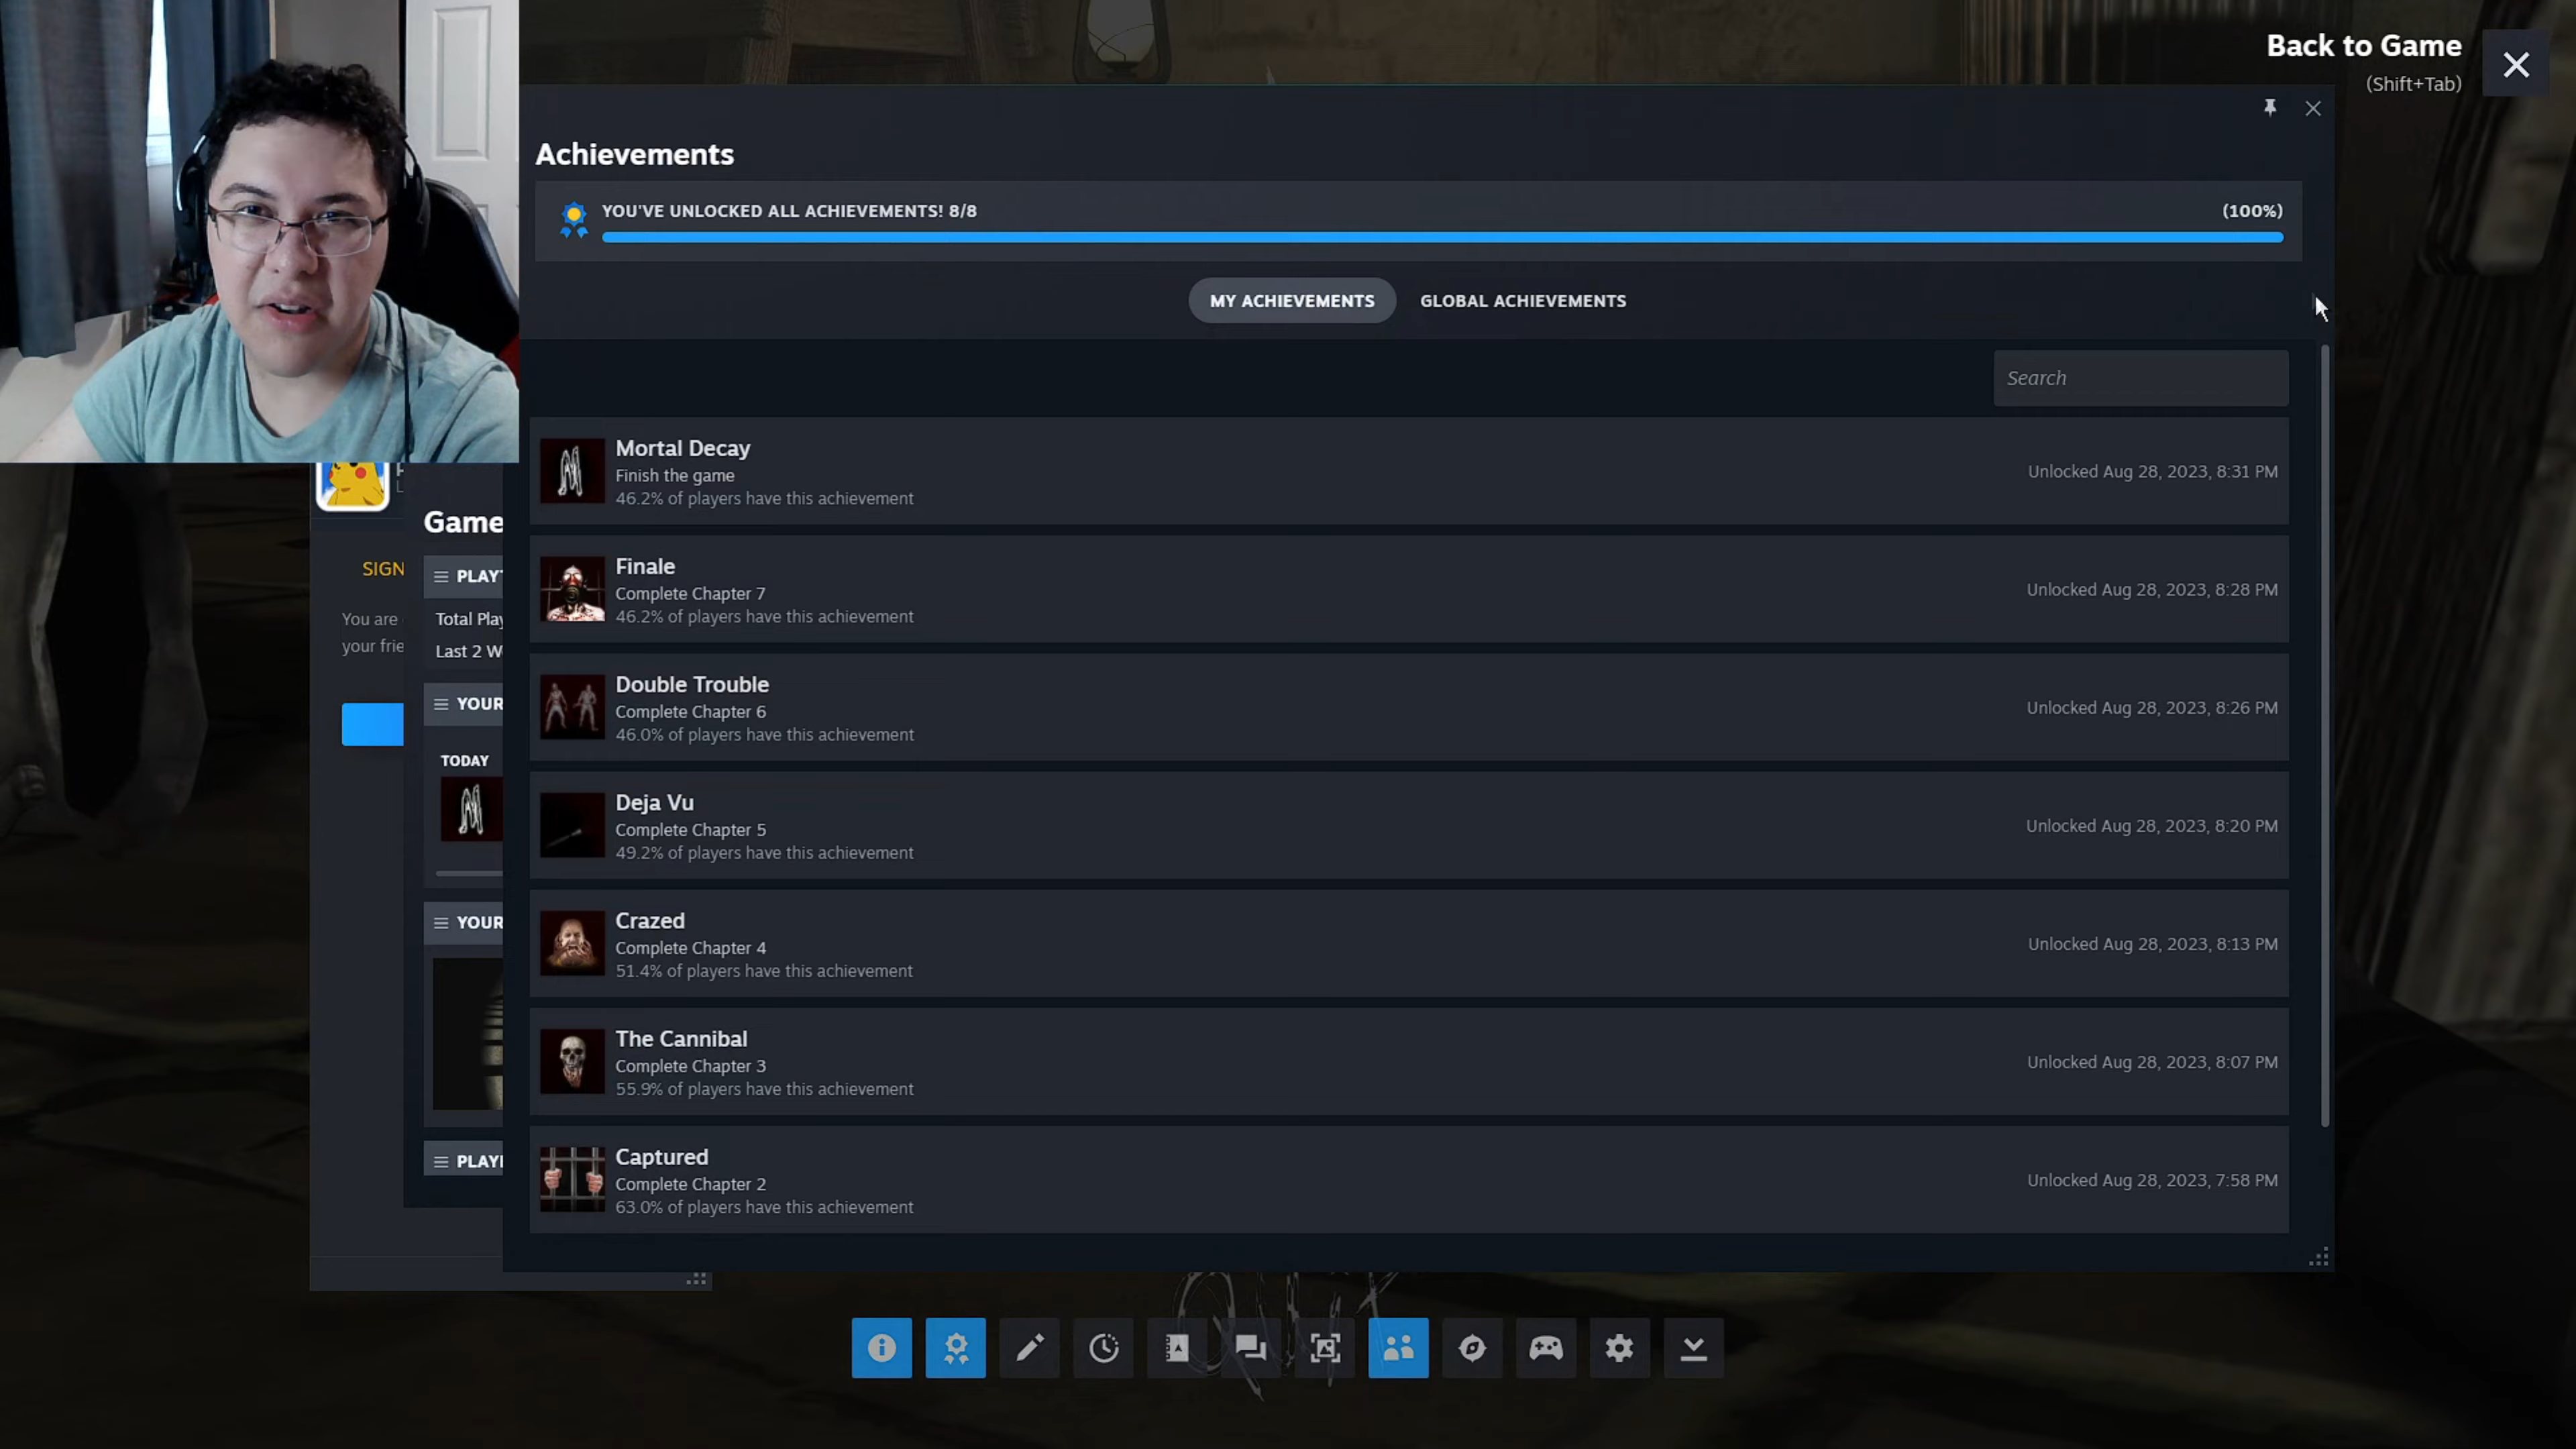 Back to Game
(Shift+Tab)
Achievements
YOU'VE UNLOCKED ALL ACHIEVEMENTS! 8/8
(100%)
MY ACHIEVEMENTS
GLOBAL ACHIEVEMENTS
Search
Mortal Decay
Finish the game
46.2% of players have this achievement
Unlocked Aug 28, 2023, 8:31 PM
Finale
Complete Chapter 7
46.2% of players have this achievement
Unlocked Aug 28, 2023, 8:28 PM
Double Trouble
Complete Chapter 6
46.0% of players have this achievement
Unlocked Aug 28, 2023, 8:26 PM
Deja Vu
Complete Chapter 5
49.2% of players have this achievement
Unlocked Aug 28, 2023, 8:20 PM
Crazed
Complete Chapter 4
51.4% of players have this achievement
Unlocked Aug 28, 2023, 8:13 PM
The Cannibal
Complete Chapter 3
55.9% of players have this achievement
Unlocked Aug 28, 2023, 8:07 PM
Captured
Complete Chapter 2
63.0% of players have this achievement
Unlocked Aug 28, 2023, 7:58 PM
Game
SIGN
You are
your frie
PLAY
Total Play
Last 2 W
YOUR
TODAY
YOUR
PLAY